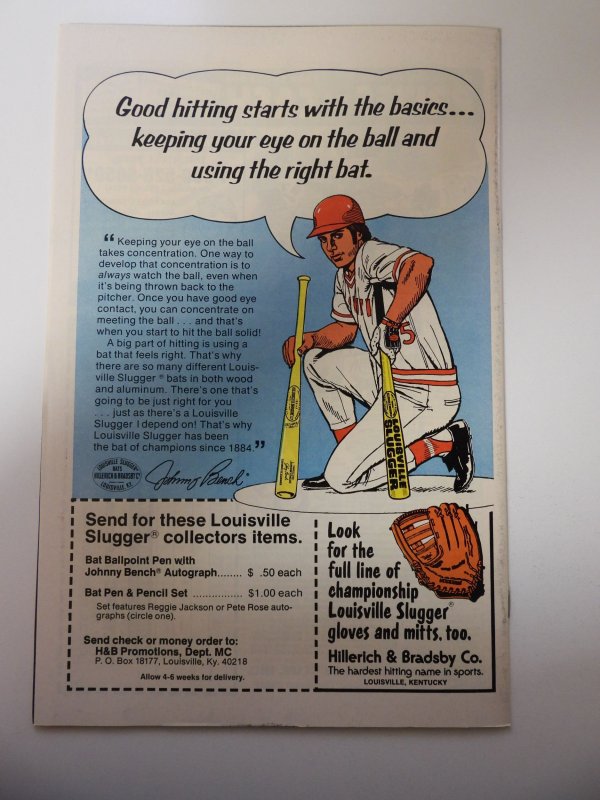 Good hitting starts with the basics...
keeping your eye on the ball and
using the right bat.
“ Keeping your eye on the ball
takes concentration. One way to
develop that concentration is to
always watch the ball, even when
it's being thrown back to the
pitcher. Once you have good eye
contact, you can concentrate on
meeting the ball . . . and that's
when you start to hit the ball solid!
A big part of hitting is using a
bat that feels right. That's why
there are so many different Louis-
ville Slugger ® bats in both wood
and aluminum. There's one that's
going to be just right for you
. . . just as there's a Louisville
Slugger I depend on! That's why
Louisville Slugger has been
the bat of champions since 1884.”
LOUISVILLE SLUGGER
BATS
HILLERICH & BRADSBY Co
LOUISVILLE, KY.
Johnny Bench
5
LOUISVILLE
SLUGGER
Send for these Louisville
Slugger® collectors items.
Bat Ballpoint Pen with
Johnny Bench® Autograph....... $ .50 each
Bat Pen & Pencil Set ............... $1.00 each
Set features Reggie Jackson or Pete Rose auto-
graphs (circle one).
Send check or money order to:
H&B Promotions, Dept. MC
P. O. Box 18177, Louisville, Ky. 40218
Allow 4-6 weeks for delivery.
Look
for the
full line of
championship
Louisville Slugger®
gloves and mitts, too.
Hillerich & Bradsby Co.
The hardest hitting name in sports.
LOUISVILLE, KENTUCKY